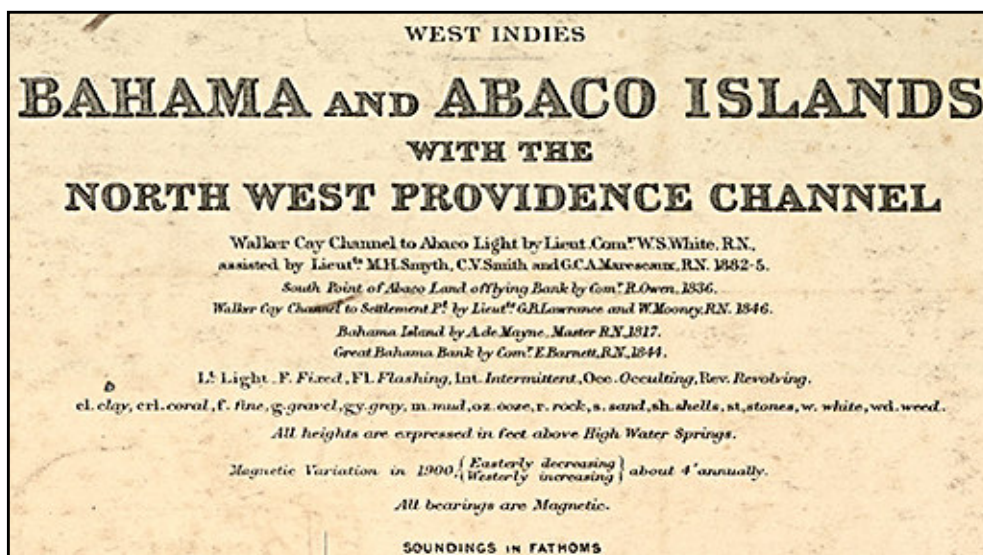 WEST INDIES
BAHAMA AND ABACO ISLANDS
WITH THE
NORTH WEST PROVIDENCE CHANNEL
Walker Cay Channel to Abaco Light by Lieut. Comr. W.S. White, R.N.,
assisted by Lieuts. M.H. Smyth, C.V. Smith and G.C.A. Marescaux, R.N. 1882-5.
South Point of Abaco Land offlying Bank by Comr. R. Owen, 1836.
Walker Cay Channel to Settlement Pt. by Lieuts. G.B. Lawrance and W. Mooney, R.N. 1846.
Bahama Island by A. de Mayne, Master R.N. 1817.
Great Bahama Bank by Comr. E. Barnett, R.N., 1844.
Lt. Light. F. Fixed, Fl. Flashing, Int. Intermittent, Occ. Occulting, Rev. Revolving.
cl. clay, crl. coral, f. fine, g. gravel, gy. gray, m. mud, oz. ooze, r. rock, s. sand, sh. shells, st. stones, w. white, wd. weed.
All heights are expressed in feet above High Water Springs.
Magnetic Variation in 1900, {Easterly decreasing} about 4' annually.
{Westerly increasing}
All bearings are Magnetic.
SOUNDINGS IN FATHOMS